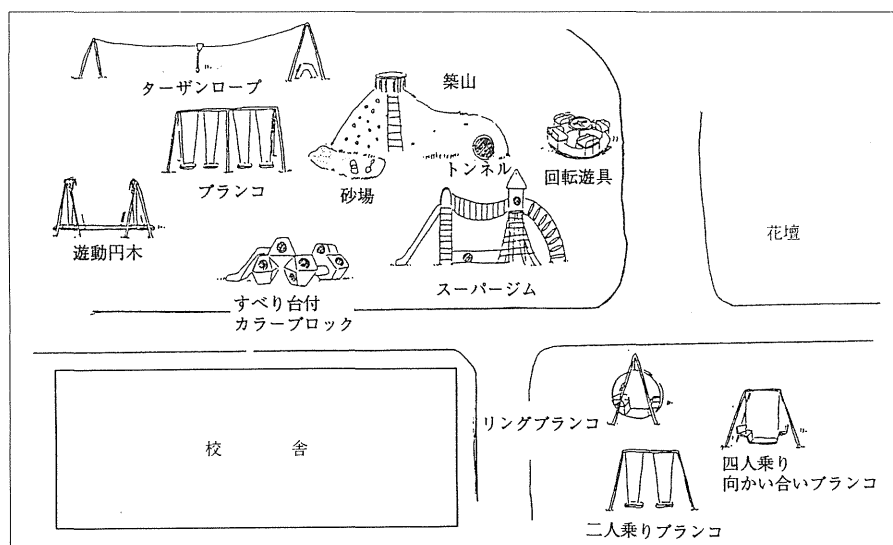 ターザンロープ
築山
ブランコ
砂場
トンネル
回転遊具
遊動円木
花壇
すべり台付
カラーブロック
スーパージム
校舎
リングブランコ
四人乗り
向かい合いブランコ
二人乗りブランコ